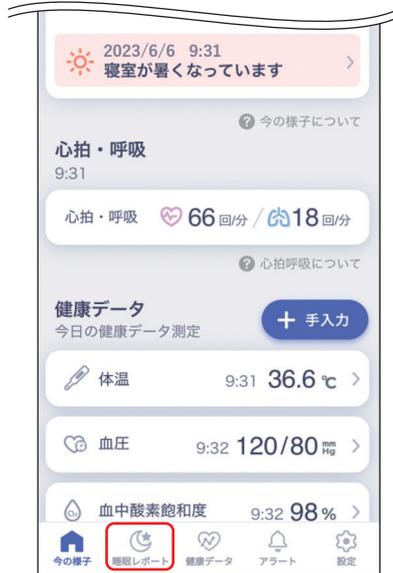 2023/6/6 9:31
寝室が暑くなっています
? 今の様子について
心拍・呼吸
9:31
心拍・呼吸 66 回/分 / 18 回/分
? 心拍呼吸について
健康データ
今日の健康データ測定
+ 手入力
体温 9:31 36.6 ℃
血圧 9:32 120/80 mmHg
O₂ 血中酸素飽和度 9:32 98 %
今の様子 睡眠レポート 健康データ アラート 設定